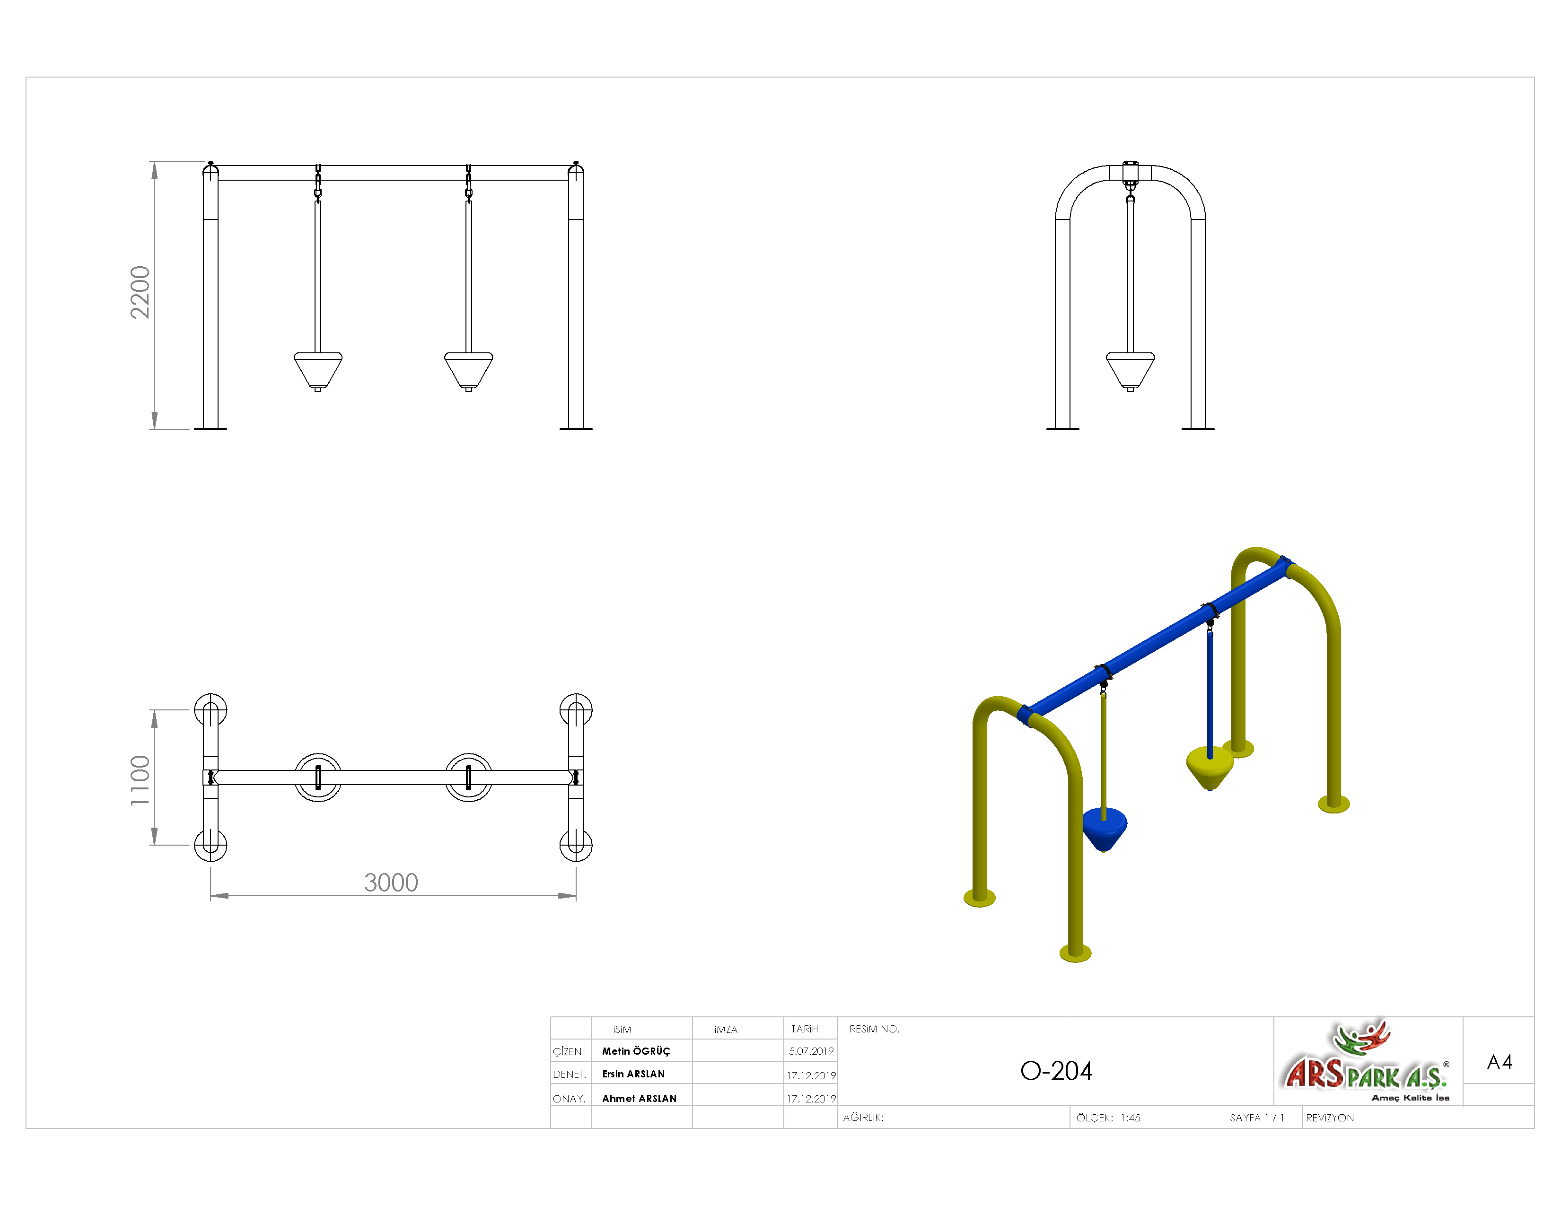 2200
1100
3000
İSİM
İMZA
TARİH
RESİM NO.
ÇİZEN
Metin ÖGRÜÇ
5.07.2019
DENET.
Ersin ARSLAN
17.12.2019
ONAY.
Ahmet ARSLAN
17.12.2019
O-204
ARSPARK A.Ş.®
Amaç Kalite İse
A4
AĞIRLIK:
ÖLÇEK: 1:45
SAYFA 1 / 1
REVİZYON